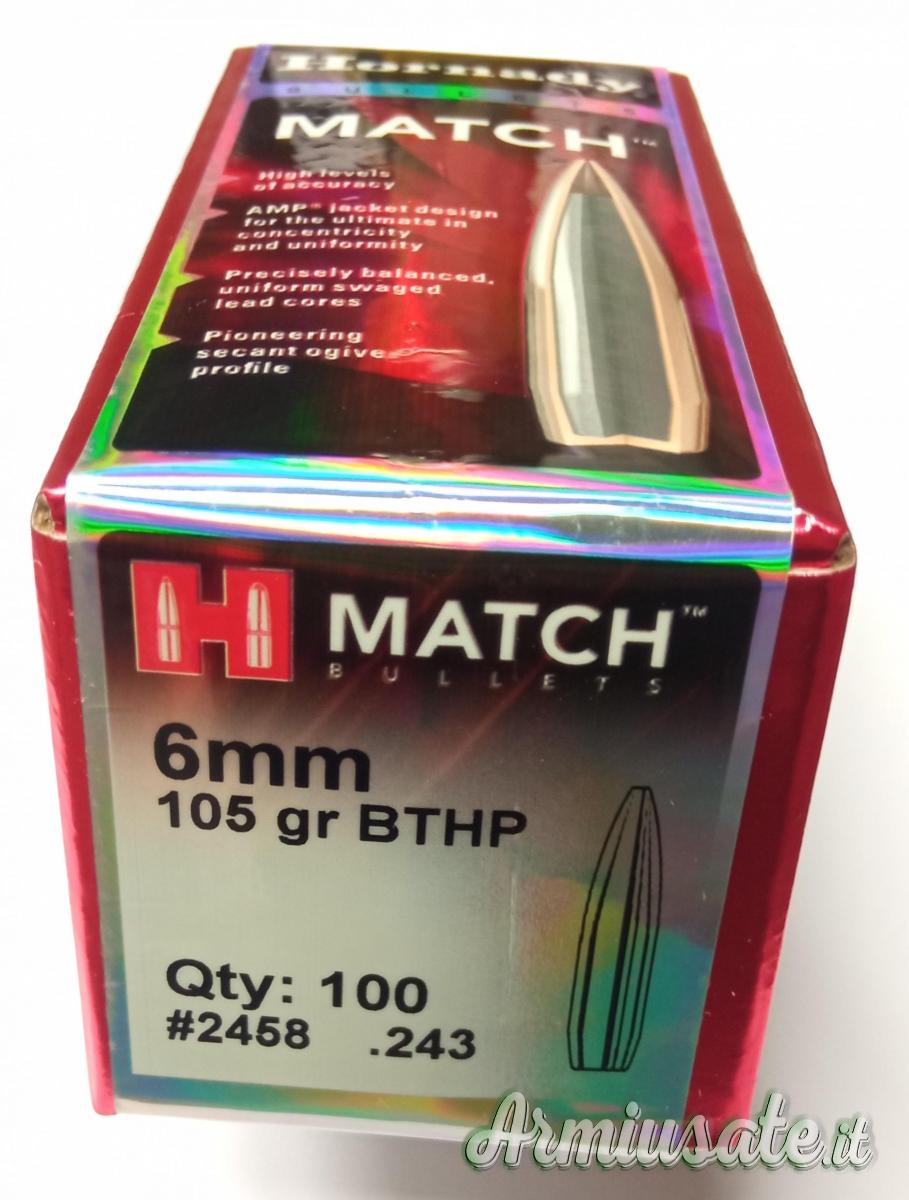 Hornady
BULLETS
MATCH™
High levels
of accuracy
AMP® jacket design
for the ultimate in
concentricity
and uniformity
Precisely balanced,
uniform swaged
lead cores
Pioneering
secant ogive
profile
H MATCH™
BULLETS
6mm
105 gr BTHP
Qty: 100
#2458 .243
Armiusate.it